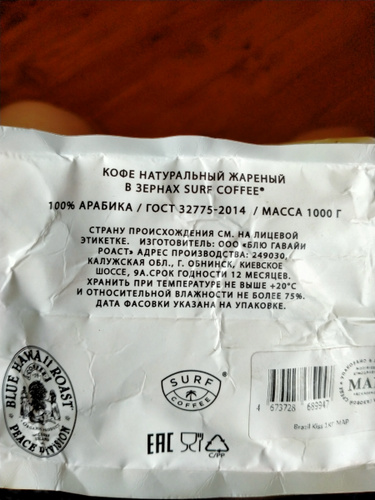 КОФЕ НАТУРАЛЬНЫЙ ЖАРЕНЫЙ
В ЗЕРНАХ SURF COFFEE®
100% АРАБИКА / ГОСТ 32775-2014 / МАССА 1000 Г
СТРАНУ ПРОИСХОЖДЕНИЯ СМ. НА ЛИЦЕВОЙ
ЭТИКЕТКЕ. ИЗГОТОВИТЕЛЬ: ООО «БЛЮ ГАВАЙИ
РОАСТ» АДРЕС ПРОИЗВОДСТВА: 249030,
КАЛУЖСКАЯ ОБЛ., Г. ОБНИНСК, КИЕВСКОЕ
ШОССЕ, 9А.СРОК ГОДНОСТИ 12 МЕСЯЦЕВ.
ХРАНИТЬ ПРИ ТЕМПЕРАТУРЕ НЕ ВЫШЕ +20°С
И ОТНОСИТЕЛЬНОЙ ВЛАЖНОСТИ НЕ БОЛЕЕ 75%.
ДАТА ФАСОВКИ УКАЗАНА НА УПАКОВКЕ.
BLUE HAWAII ROAST
PEACE DIVISION
SURF
COFFEE
EAC
C/PP
4 673728 689947